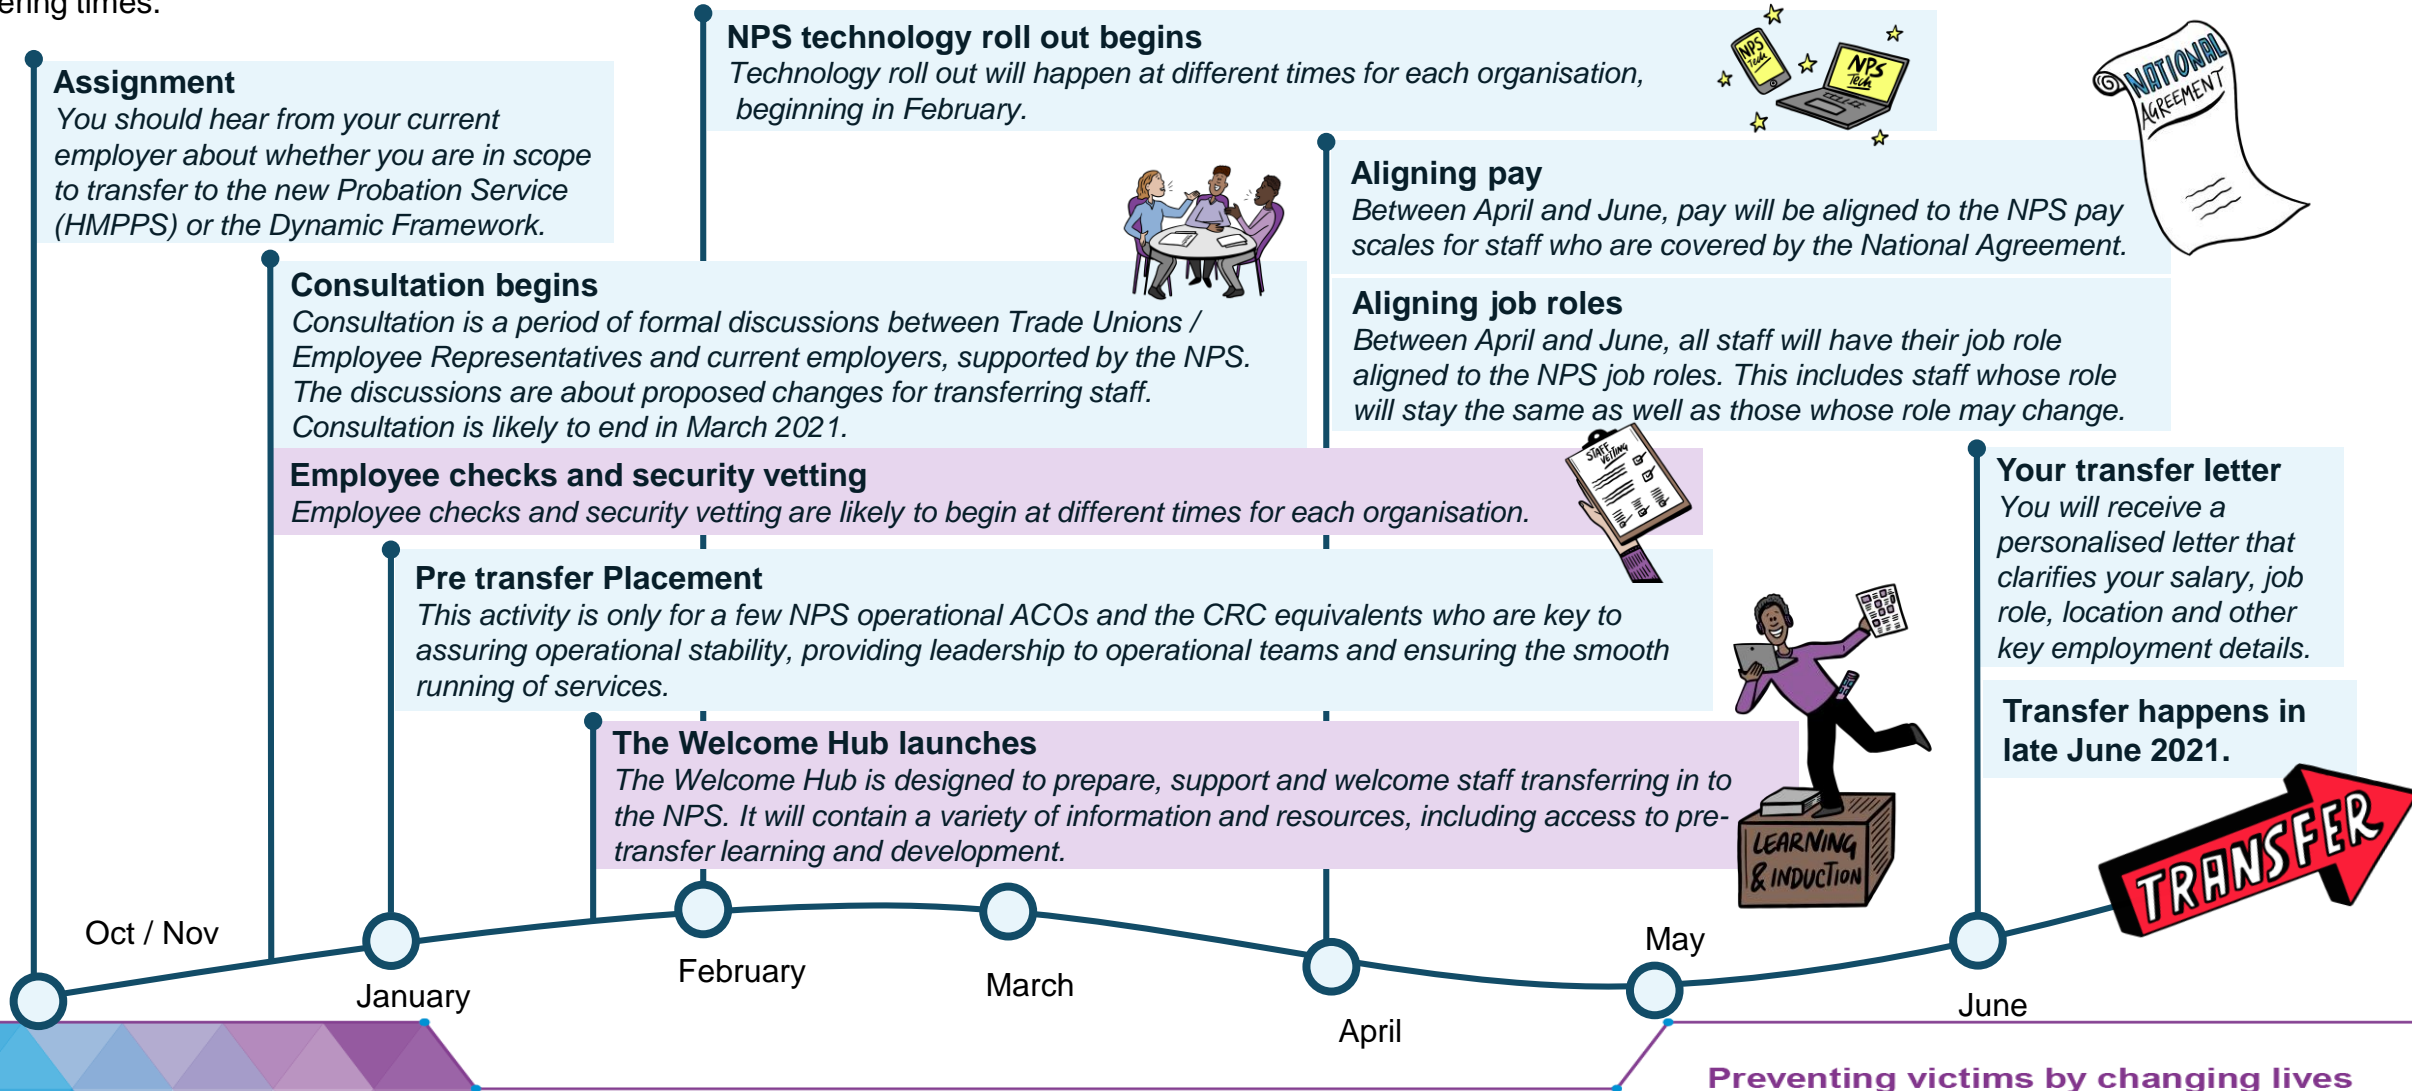 times.
Assignment
You should hear from your current
employer about whether you are in scope
to transfer to the new Probation Service
(HMPPS) or the Dynamic Framework.
NPS technology roll out begins
Technology roll out will happen at different times for each organisation,
beginning in February.
NPS
Tech
NPS
Tech
NATIONAL
AGREEMENT
Consultation begins
Consultation is a period of formal discussions between Trade Unions /
Employee Representatives and current employers, supported by the NPS.
The discussions are about proposed changes for transferring staff.
Consultation is likely to end in March 2021.
Aligning pay
Between April and June, pay will be aligned to the NPS pay
scales for staff who are covered by the National Agreement.
Aligning job roles
Between April and June, all staff will have their job role
aligned to the NPS job roles. This includes staff whose role
will stay the same as well as those whose role may change.
Employee checks and security vetting
Employee checks and security vetting are likely to begin at different times for each organisation.
STAFF
VETTING
Pre transfer Placement
This activity is only for a few NPS operational ACOs and the CRC equivalents who are key to
assuring operational stability, providing leadership to operational teams and ensuring the smooth
running of services.
Your transfer letter
You will receive a
personalised letter that
clarifies your salary, job
role, location and other
key employment details.
Transfer happens in
late June 2021.
The Welcome Hub launches
The Welcome Hub is designed to prepare, support and welcome staff transferring in to
the NPS. It will contain a variety of information and resources, including access to pre-
transfer learning and development.
LEARNING
& INDUCTION
TRANSFER
Oct / Nov
January
February
March
April
May
June
Preventing victims by changing lives